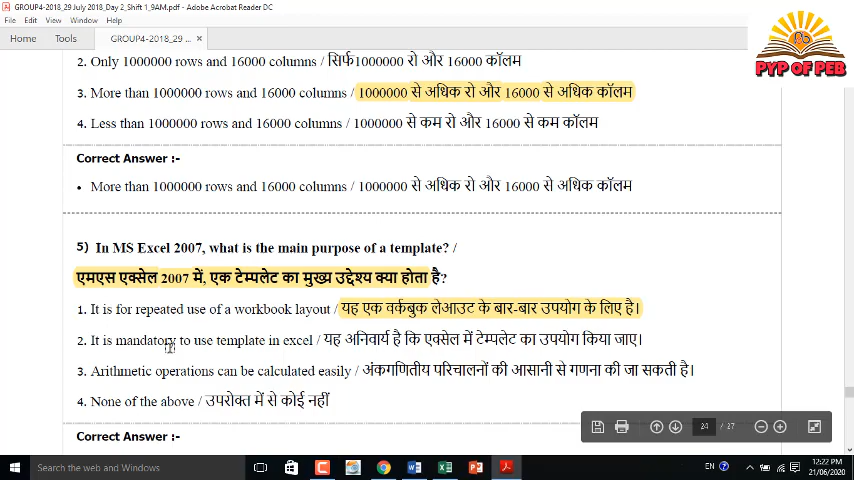 GROUP4-2018_29 July 2018_Day 2_Shift 1_9AM.pdf - Adobe Acrobat Reader DC
File Edit View Window Help
Home Tools GROUP4-2018_29 ... ×
PYP OF PEB
2. Only 1000000 rows and 16000 columns / सिर्फ1000000 रो और 16000 कॉलम
3. More than 1000000 rows and 16000 columns / 1000000 से अधिक रो और 16000 से अधिक कॉलम
4. Less than 1000000 rows and 16000 columns / 1000000 से कम रो और 16000 से कम कॉलम
Correct Answer :-
• More than 1000000 rows and 16000 columns / 1000000 से अधिक रो और 16000 से अधिक कॉलम
5) In MS Excel 2007, what is the main purpose of a template? /
एमएस एक्सेल 2007 में, एक टेम्पलेट का मुख्य उद्देश्य क्या होता है?
1. It is for repeated use of a workbook layout / यह एक वर्कबुक लेआउट के बार-बार उपयोग के लिए है।
2. It is mandatory to use template in excel / यह अनिवार्य है कि एक्सेल में टेम्पलेट का उपयोग किया जाए।
3. Arithmetic operations can be calculated easily / अंकगणितीय परिचालनों की आसानी से गणना की जा सकती है।
4. None of the above / उपरोक्त में से कोई नहीं
24 / 27
Correct Answer :-
Search the web and Windows
EN
12:22 PM
21/06/2020